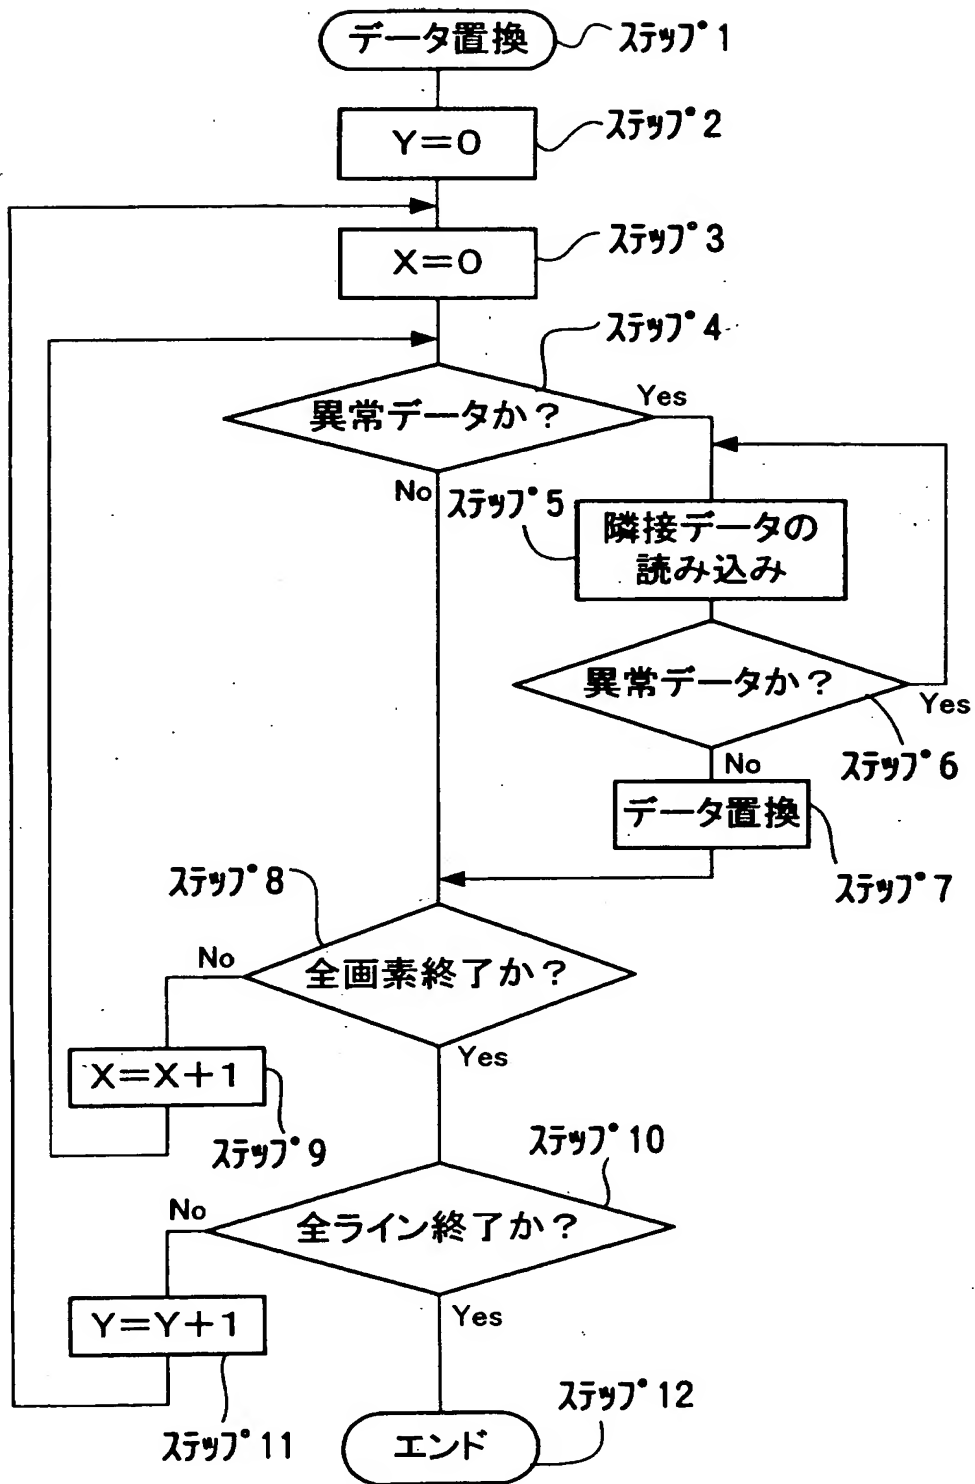 データ置換
ステップ1
Y=0
ステップ2
X=0
ステップ3
ステップ4
異常データか?
Yes
No
ステップ5
隣接データの
読み込み
異常データか?
Yes
ステップ6
No
データ置換
ステップ7
ステップ8
No
全画素終了か?
Yes
X=X+1
ステップ9
ステップ10
No
全ライン終了か?
Yes
Y=Y+1
ステップ11
ステップ12
エンド